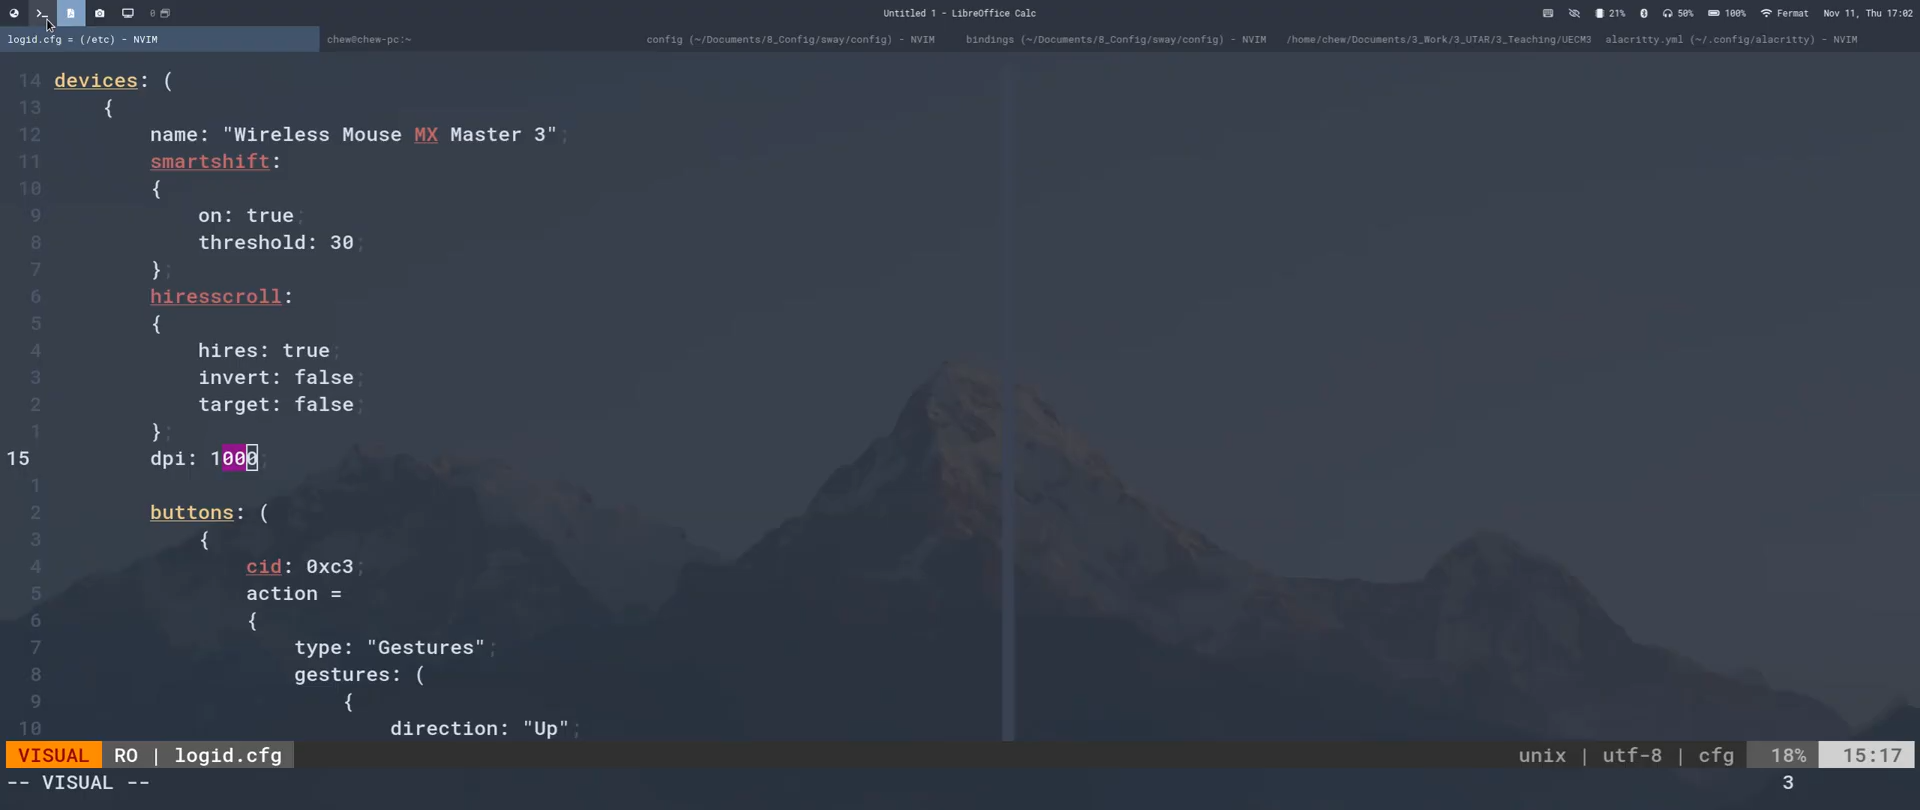 0 Untitled 1 - LibreOffice Calc 21% 50% 100% Fermat Nov 11, Thu 17:02
logid.cfg = (/etc) - NVIM chew@chew-pc:~ config (~/Documents/8_Config/sway/config) - NVIM bindings (~/Documents/8_Config/sway/config) - NVIM /home/chew/Documents/3_Work/3_UTAR/3_Teaching/UECM3 alacritty.yml (~/.config/alacritty) - NVIM
14 devices: (
13 {
12 name: "Wireless Mouse MX Master 3";
11 smartshift:
10 {
9 on: true;
8 threshold: 30;
7 };
6 hiresscroll:
5 {
4 hires: true;
3 invert: false;
2 target: false;
1 };
15 dpi: 1000;
1
2 buttons: (
3 {
4 cid: 0xc3;
5 action =
6 {
7 type: "Gestures";
8 gestures: (
9 {
10 direction: "Up";
VISUAL RO | logid.cfg unix | utf-8 | cfg 18% 15:17
-- VISUAL -- 3